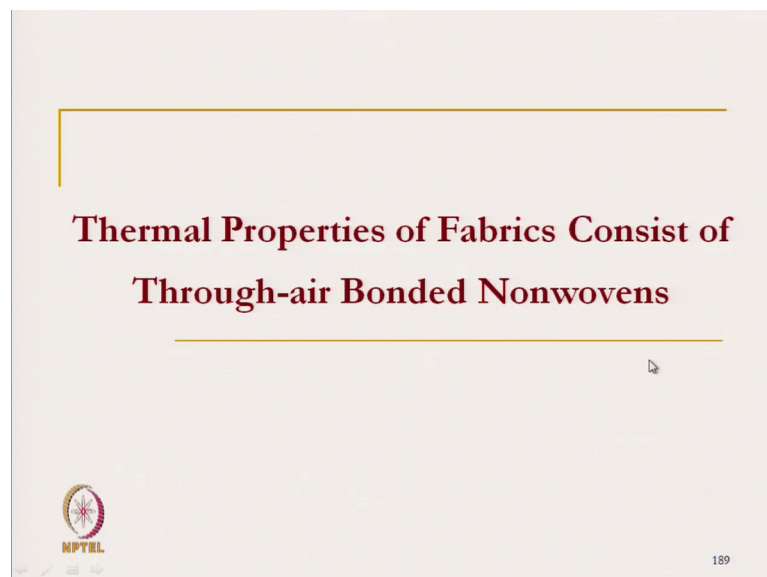 Thermal Properties of Fabrics Consist of
Through-air Bonded Nonwovens
NPTEL
189